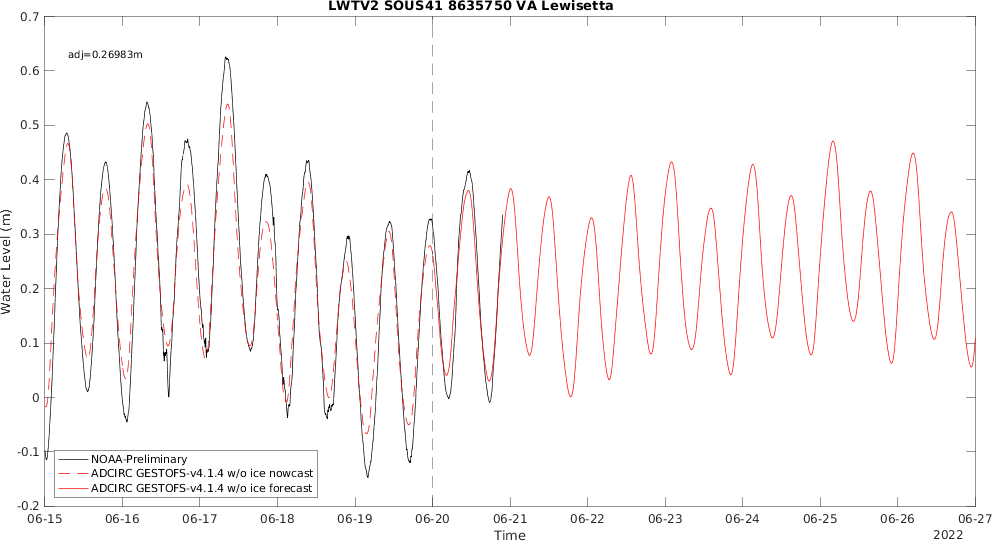 LWTV2 SOUS41 8635750 VA Lewisetta
adj=0.26983m
Water Level (m)
0.7
0.6
0.5
0.4
0.3
0.2
0.1
0
-0.1
-0.2
NOAA-Preliminary
ADCIRC GESTOFS-v4.1.4 w/o ice nowcast
ADCIRC GESTOFS-v4.1.4 w/o ice forecast
06-15 06-16 06-17 06-18 06-19 06-20 06-21 06-22 06-23 06-24 06-25 06-26 06-27
Time
2022